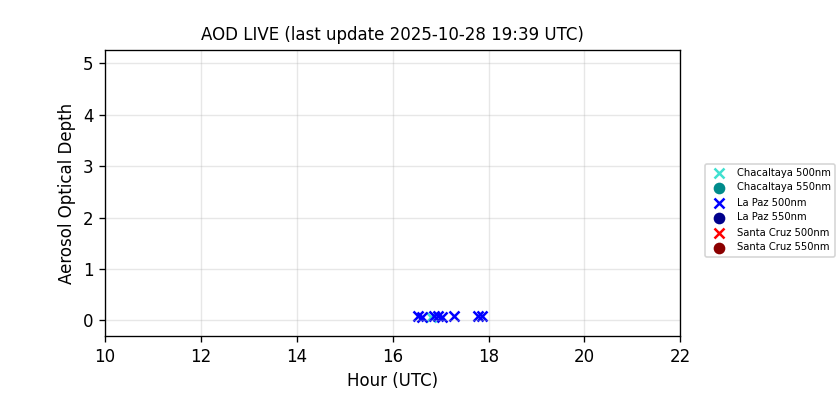 AOD LIVE (last update 2025-10-28 19:39 UTC)
5
4
3
2
1
0
Aerosol Optical Depth
10 12 14 16 18 20 22
Hour (UTC)
Chacaltaya 500nm
Chacaltaya 550nm
La Paz 500nm
La Paz 550nm
Santa Cruz 500nm
Santa Cruz 550nm